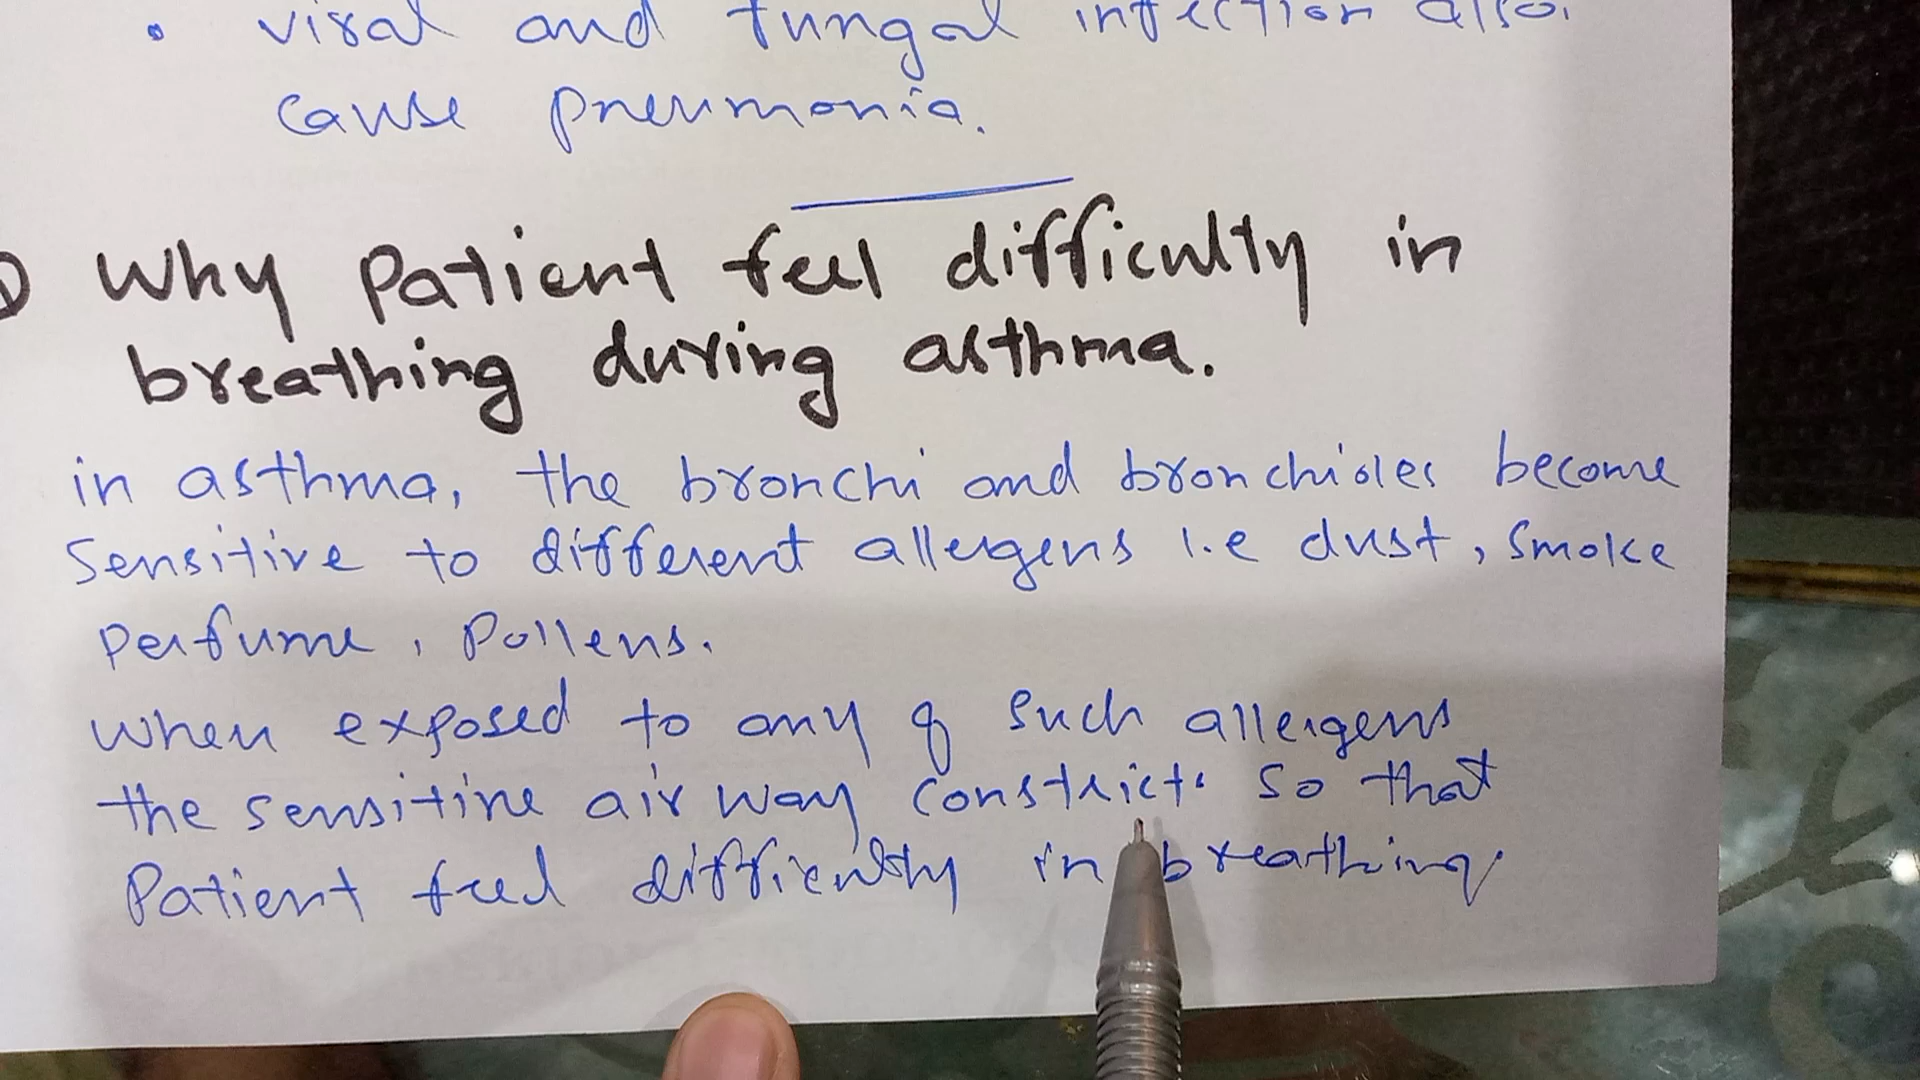 • viral and fungal infection also
cause pneumonia.
Why Patient feel difficulty in
breathing during asthma.
in asthma, the bronchi and bronchioles become
Sensitive to different allergens i.e dust, Smoke
Perfume, Pollens.
When exposed to any of such allergens
the sensitive air way constricts so that
Patient feel difficulty in breathing